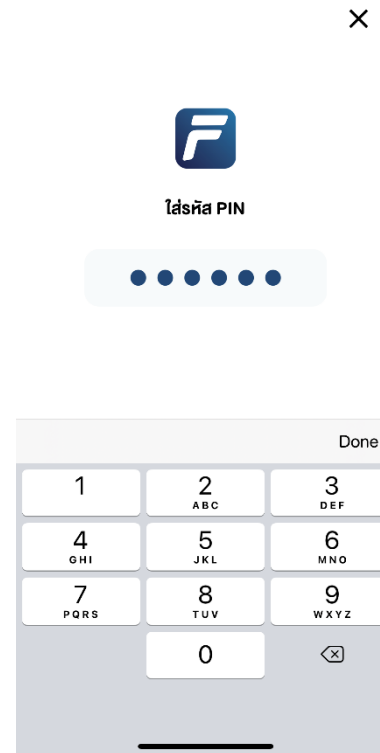 ใส่รหัส PIN
Done
1 2 3
ABC DEF
4 5 6
GHI JKL MNO
7 8 9
PQRS TUV WXYZ
0